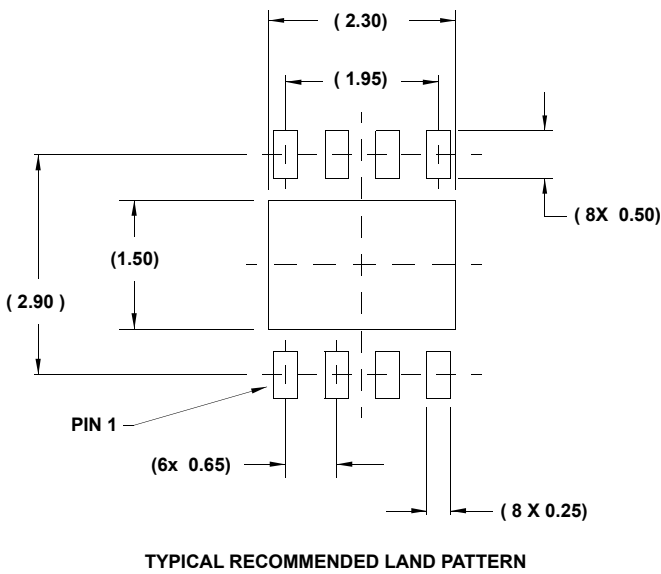 ( 2.30)
( 1.95)
( 8X 0.50)
(1.50)
( 2.90 )
PIN 1
(6x 0.65)
( 8 X 0.25)
TYPICAL RECOMMENDED LAND PATTERN